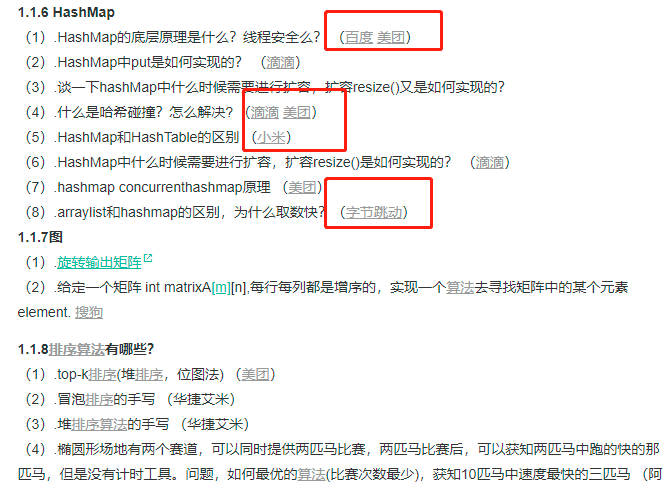 1.1.6 HashMap
（1）.HashMap的底层原理是什么？线程安全么？（百度 美团）
（2）.HashMap中put是如何实现的？（滴滴）
（3）.谈一下hashMap中什么时候需要进行扩容，扩容resize()又是如何实现的？
（4）.什么是哈希碰撞？怎么解决?（滴滴 美团）
（5）.HashMap和HashTable的区别 （小米）
（6）.HashMap中什么时候需要进行扩容，扩容resize()是如何实现的？（滴滴）
（7）.hashmap concurrenthashmap原理 （美团）
（8）.arraylist和hashmap的区别，为什么取数快？（字节跳动）
1.1.7图
（1）.旋转输出矩阵
（2）.给定一个矩阵 int matrixA[m][n],每行每列都是增序的，实现一个算法去寻找矩阵中的某个元素
element. 搜狗
1.1.8排序算法有哪些？
（1）.top-k排序(堆排序，位图法) （美团）
（2）.冒泡排序的手写 （华捷艾米）
（3）.堆排序算法的手写 （华捷艾米）
（4）.椭圆形场地有两个赛道，可以同时提供两匹马比赛，两匹马比赛后，可以获知两匹马中跑的快的那
匹马，但是没有计时工具。问题，如何最优的算法(比赛次数最少)，获知10匹马中速度最快的三匹马 （阿